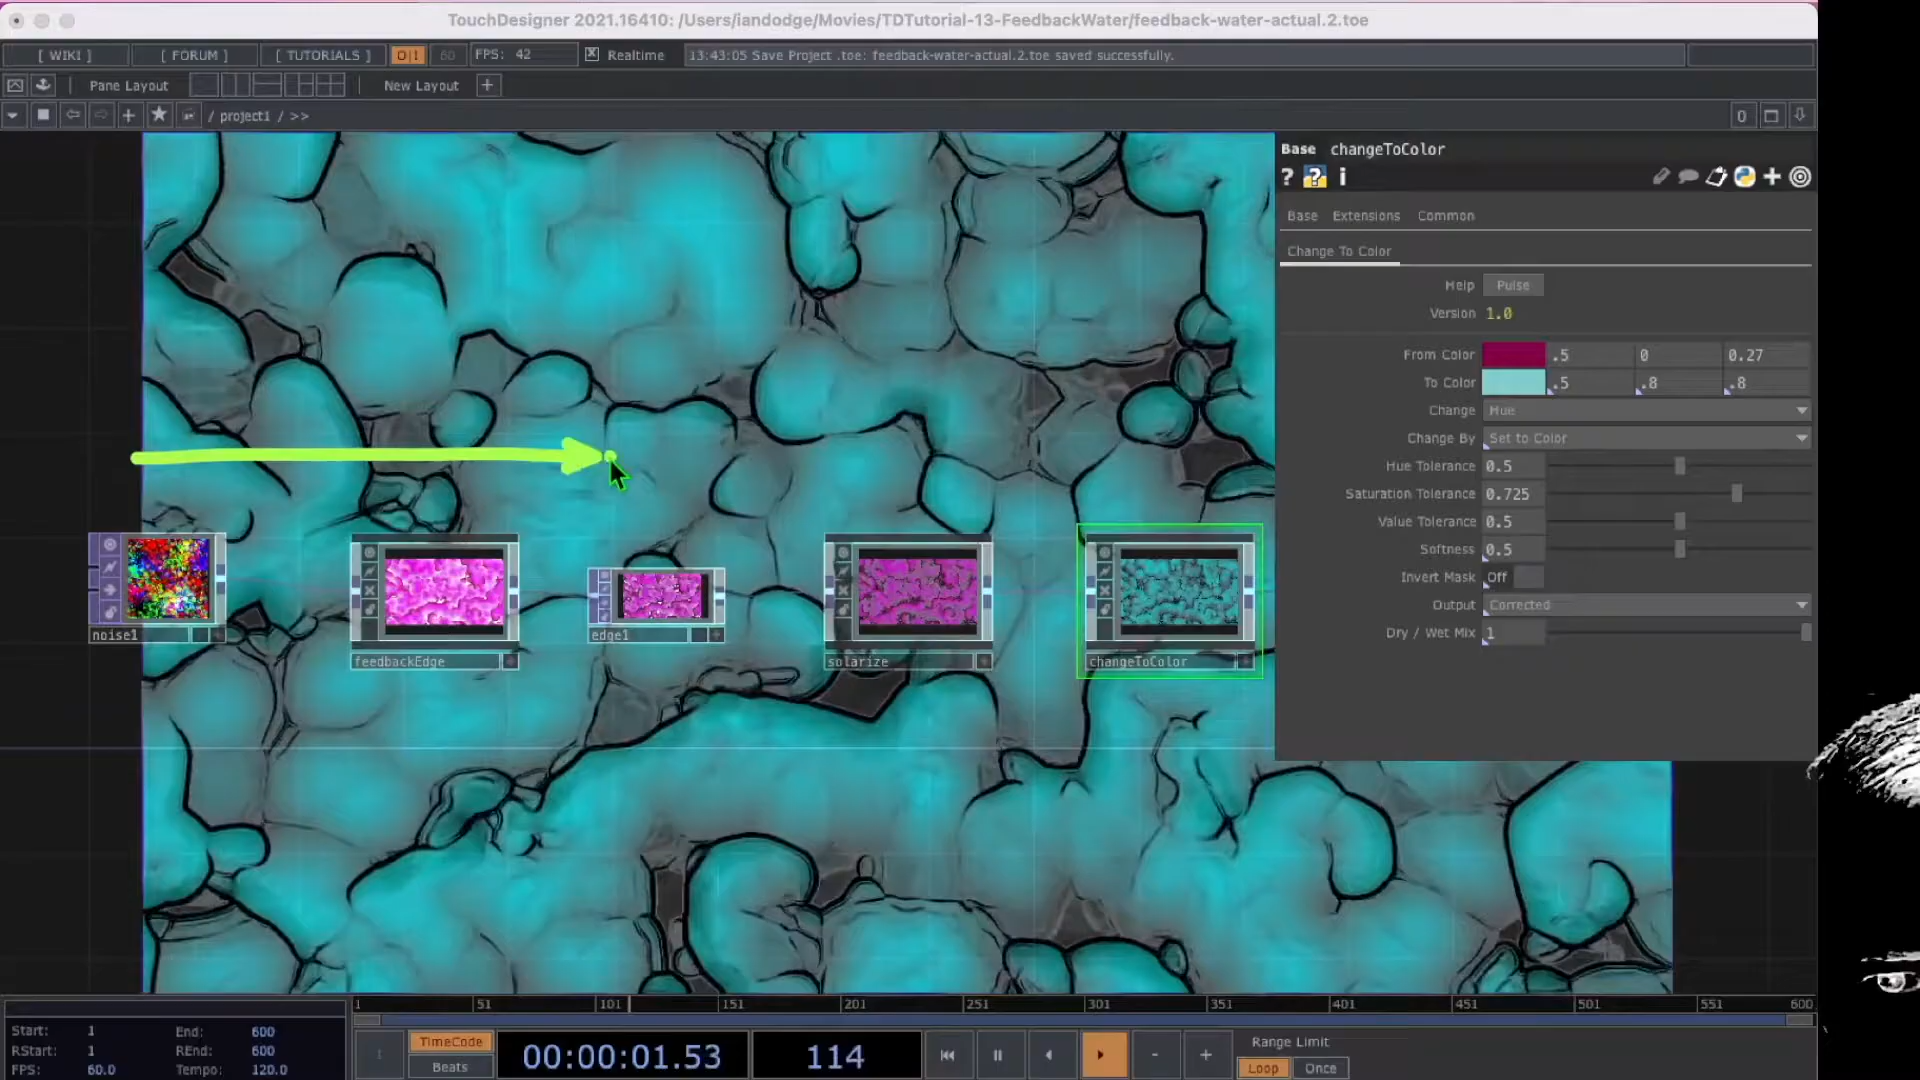 TouchDesigner 2021.16410: /Users/iandodge/Movies/TDTutorial-13-FeedbackWater/feedback-water-actual.2.toe
[ WIKI ] [ FORUM ] [ TUTORIALS ] O|I 60 FPS: 42 Realtime 13:43:05 Save Project .toe: feedback-water-actual.2.toe saved successfully.
Pane Layout New Layout +
/ project1 / >> 0
Base changeToColor
? ? i
Base Extensions Common
Change To Color
Help Pulse
Version 1.0
From Color .5 0 0.27
To Color .5 .8 .8
Change Hue
Change By Set to Color
Hue Tolerance 0.5
Saturation Tolerance 0.725
Value Tolerance 0.5
Softness 0.5
Invert Mask Off
Output Corrected
Dry / Wet Mix 1
noise1
feedbackEdge
edge1
solarize
changeToColor
1 51 101 151 201 251 301 351 401 451 501 551 600
Start: 1 End: 600
RStart: 1 REnd: 600
FPS: 60.0 Tempo: 120.0
TimeCode
Beats
00:00:01.53
114
- +
Range Limit
Loop Once